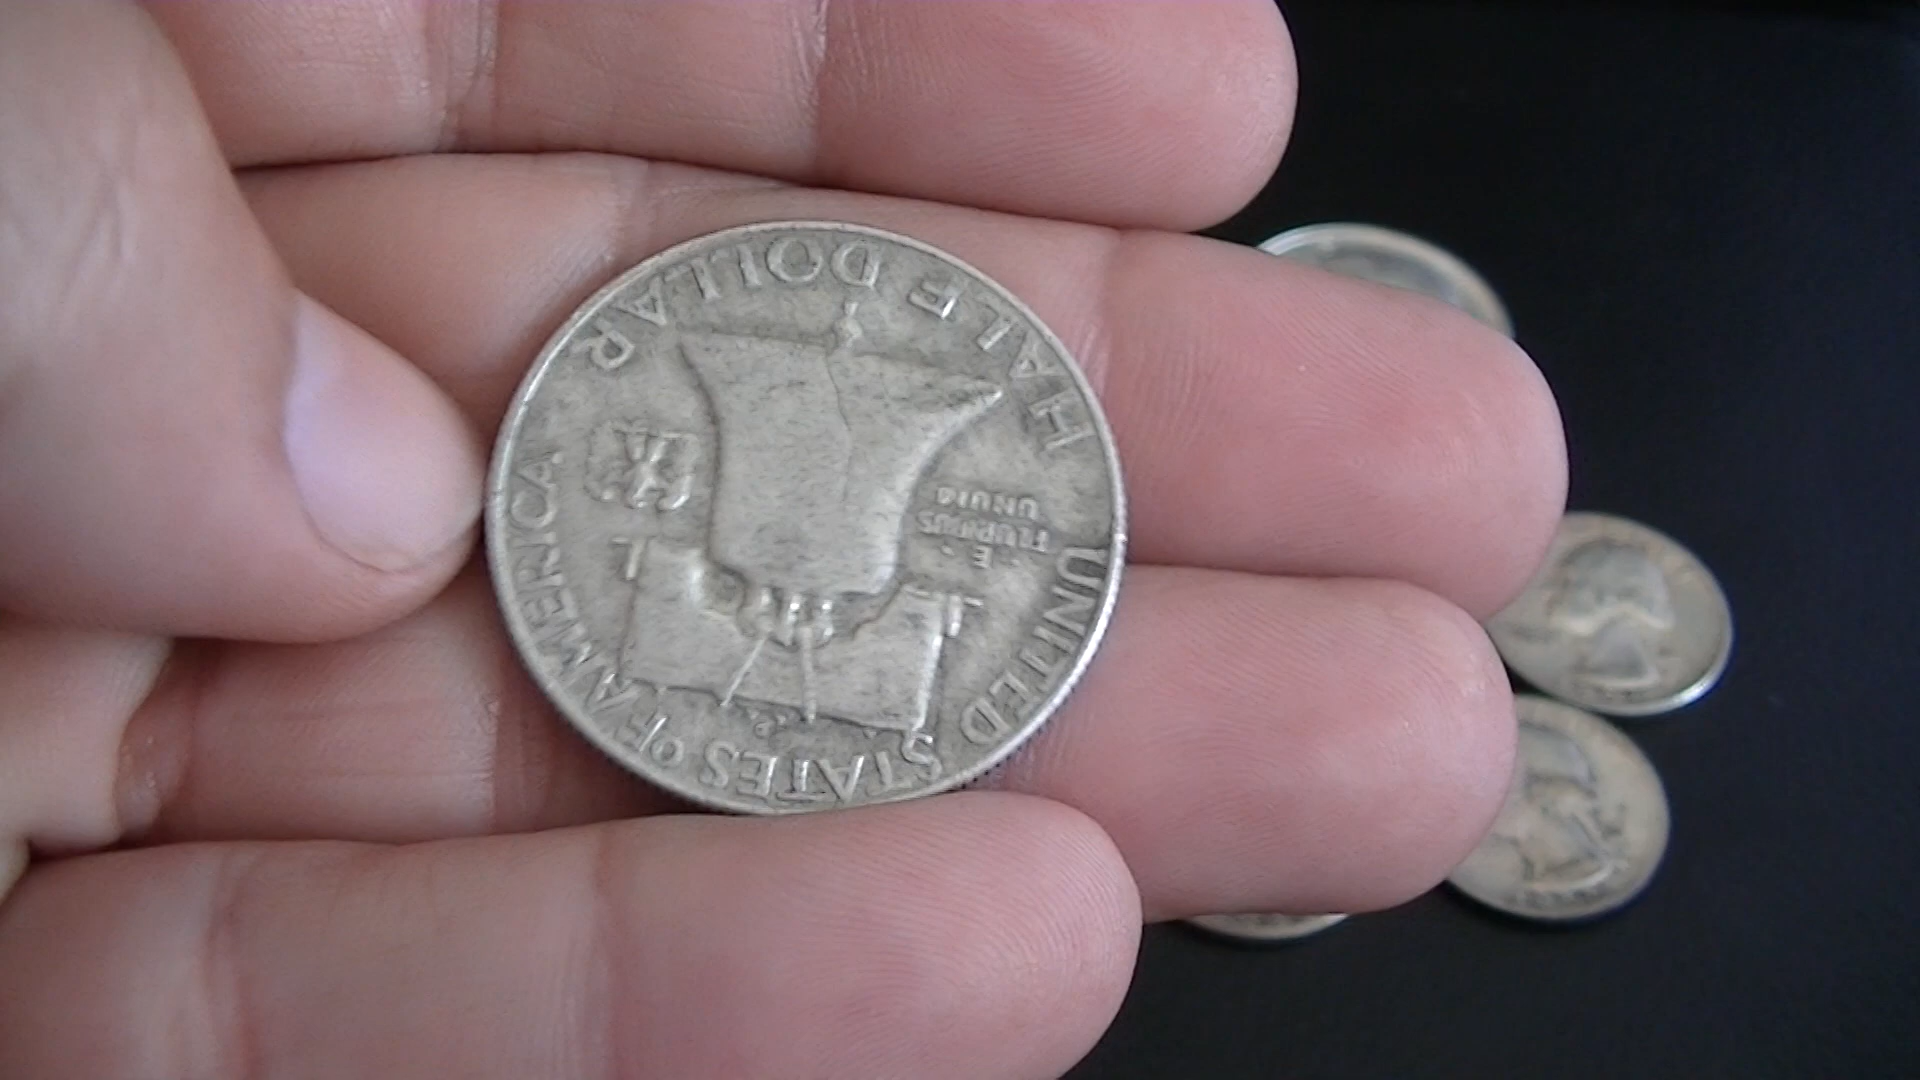 UNITED STATES OF AMERICA
E·
PLURIBUS
UNUM
HALF DOLLAR